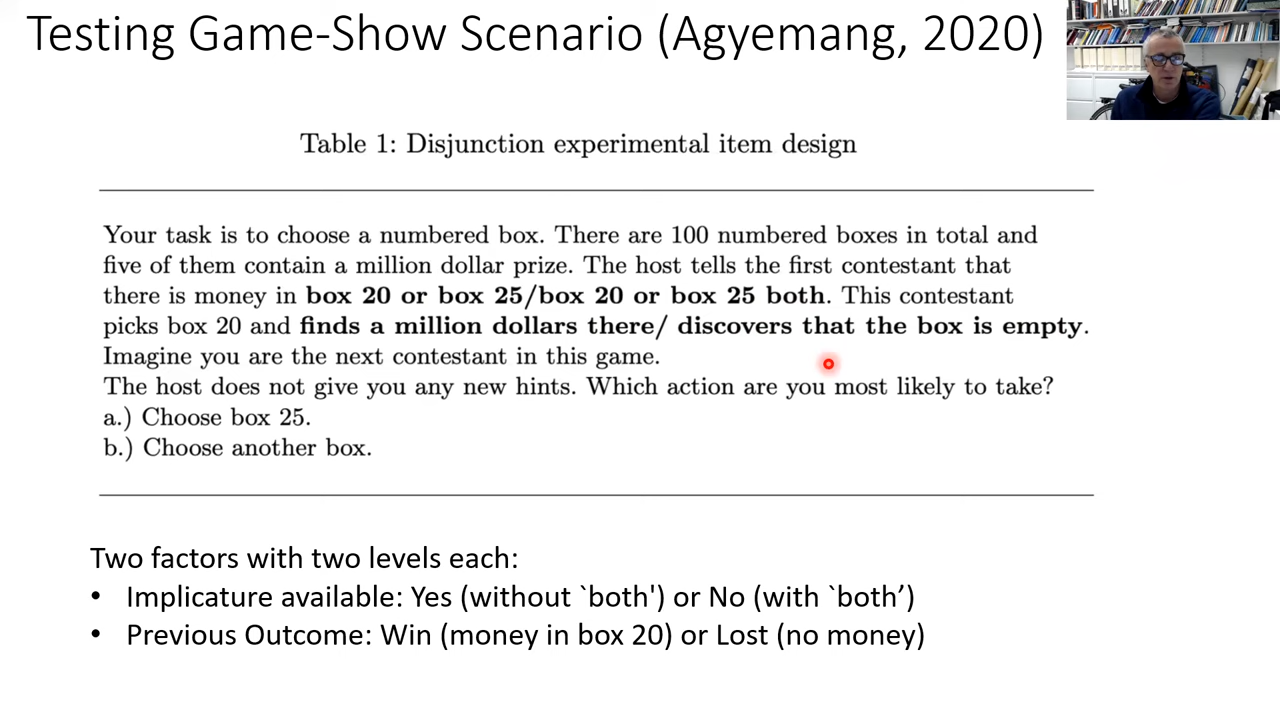 Testing Game-Show Scenario (Agyemang, 2020)
Table 1: Disjunction experimental item design
Your task is to choose a numbered box. There are 100 numbered boxes in total and
five of them contain a million dollar prize. The host tells the first contestant that
there is money in box 20 or box 25/box 20 or box 25 both. This contestant
picks box 20 and finds a million dollars there/ discovers that the box is empty.
Imagine you are the next contestant in this game.
The host does not give you any new hints. Which action are you most likely to take?
a.) Choose box 25.
b.) Choose another box.
Two factors with two levels each:
• Implicature available: Yes (without `both') or No (with `both’)
• Previous Outcome: Win (money in box 20) or Lost (no money)